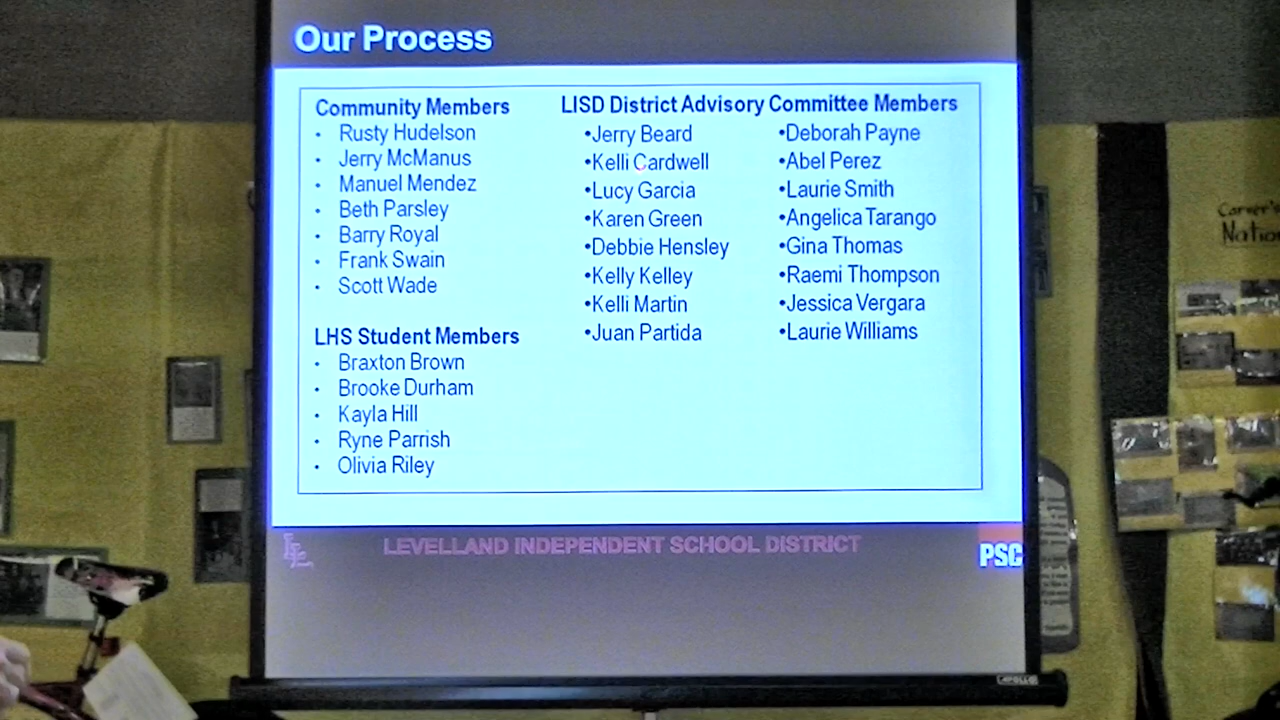 Our Process
Community Members
• Rusty Hudelson
• Jerry McManus
• Manuel Mendez
• Beth Parsley
• Barry Royal
• Frank Swain
• Scott Wade
LHS Student Members
• Braxton Brown
• Brooke Durham
• Kayla Hill
• Ryne Parrish
• Olivia Riley
LISD District Advisory Committee Members
•Jerry Beard
•Kelli Cardwell
•Lucy Garcia
•Karen Green
•Debbie Hensley
•Kelly Kelley
•Kelli Martin
•Juan Partida
•Deborah Payne
•Abel Perez
•Laurie Smith
•Angelica Tarango
•Gina Thomas
•Raemi Thompson
•Jessica Vergara
•Laurie Williams
LEVELLAND INDEPENDENT SCHOOL DISTRICT
PSC
APOLLO